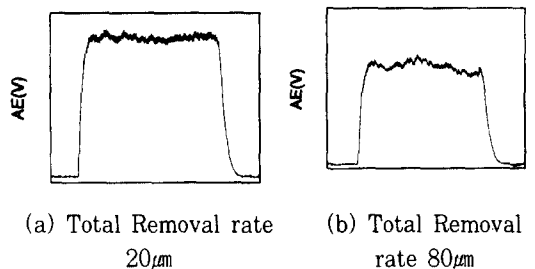 AE(V)
AE(V)
(a) Total Removal rate
20㎛
(b) Total Removal
rate 80㎛